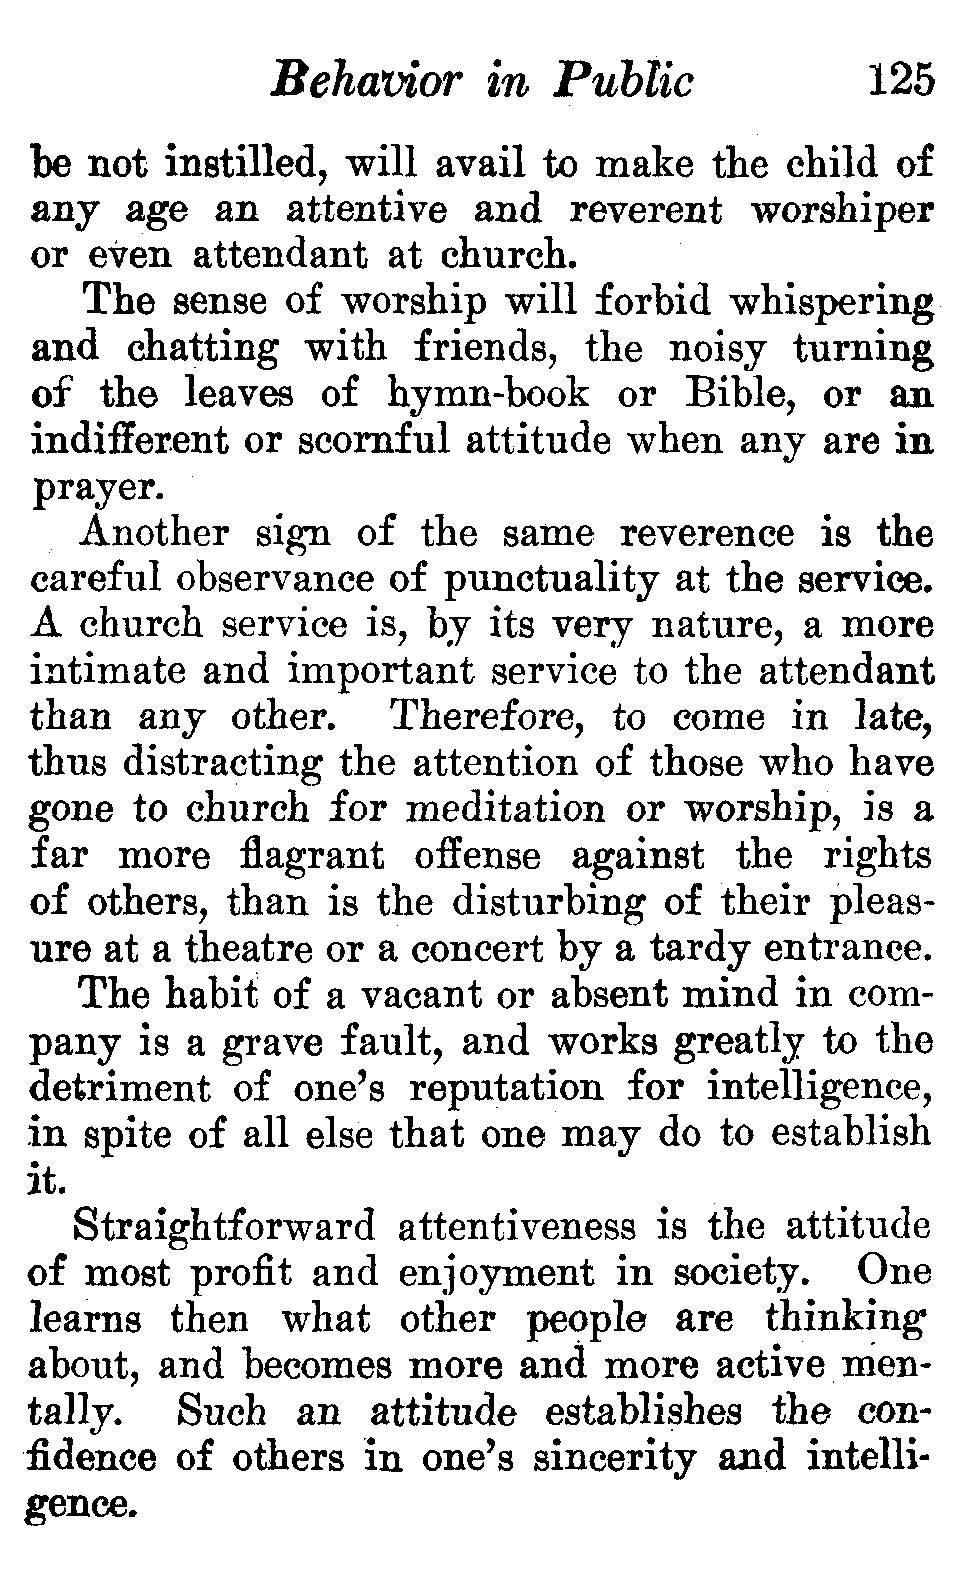 Behavior in Public 125
be not instilled, will avail to make the child of
any age an attentive and reverent worshiper
or even attendant at church.
The sense of worship will forbid whispering
and chatting with friends, the noisy turning
of the leaves of hymn-book or Bible, or an
indifferent or scornful attitude when any are in
prayer.
Another sign of the same reverence is the
careful observance of punctuality at the service.
A church service is, by its very nature, a more
intimate and important service to the attendant
than any other. Therefore, to come in late,
thus distracting the attention of those who have
gone to church for meditation or worship, is a
far more flagrant offense against the rights
of others, than is the disturbing of their pleas-
ure at a theatre or a concert by a tardy entrance.
The habit of a vacant or absent mind in com-
pany is a grave fault, and works greatly to the
detriment of one's reputation for intelligence,
in spite of all else that one may do to establish
it.
Straightforward attentiveness is the attitude
of most profit and enjoyment in society. One
learns then what other people are thinking
about, and becomes more and more active men-
tally. Such an attitude establishes the con-
fidence of others in one's sincerity and intelli-
gence.